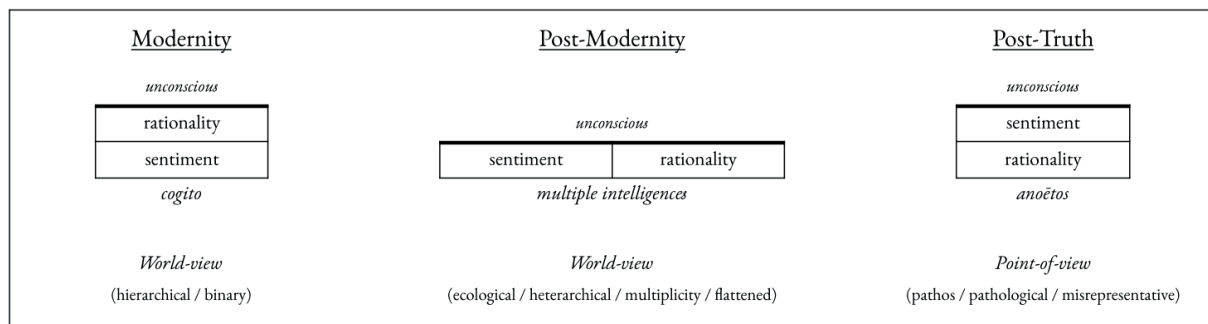 Modernity
unconscious
rationality
sentiment
cogito
World-view
(hierarchical / binary)
Post-Modernity
unconscious
sentiment rationality
multiple intelligences
World-view
(ecological / heterarchical / multiplicity / flattened)
Post-Truth
unconscious
sentiment
rationality
anoētos
Point-of-view
(pathos / pathological / misrepresentative)